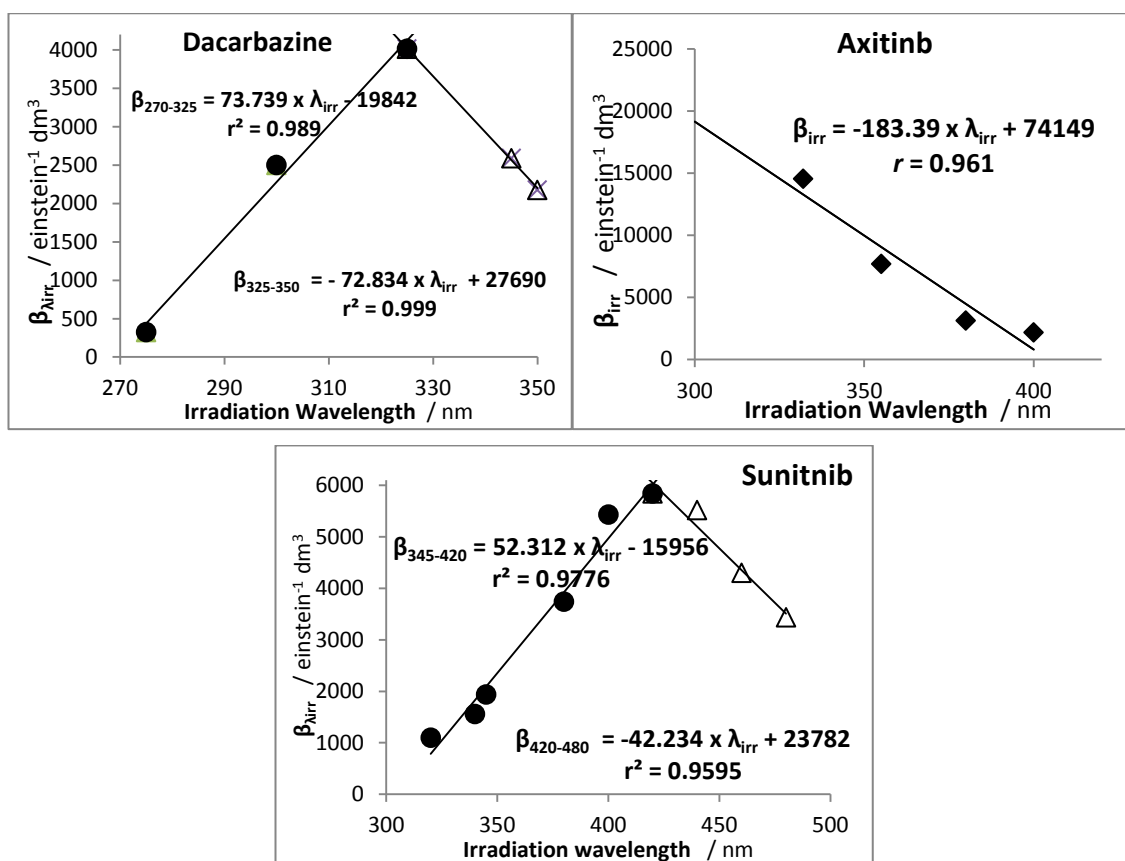 Dacarbazine
4000
3500
3000
2500
2000
1500
1000
500
0
β270-325 = 73.739 x λirr - 19842
r² = 0.989
β325-350 = - 72.834 x λirr + 27690
r² = 0.999
βλirr / einstein⁻¹ dm³
270 290 310 330 350
Irradiation Wavelength / nm
Axitinb
25000
20000
15000
10000
5000
0
βirr = -183.39 x λirr + 74149
r = 0.961
βirr / einstein⁻¹ dm³
300 350 400
Irradiation Wavlength / nm
Sunitnib
6000
5000
4000
3000
2000
1000
0
β345-420 = 52.312 x λirr - 15956
r² = 0.9776
β420-480 = -42.234 x λirr + 23782
r² = 0.9595
βλirr / einstein⁻¹ dm³
300 350 400 450 500
Irradiation wavelength / nm